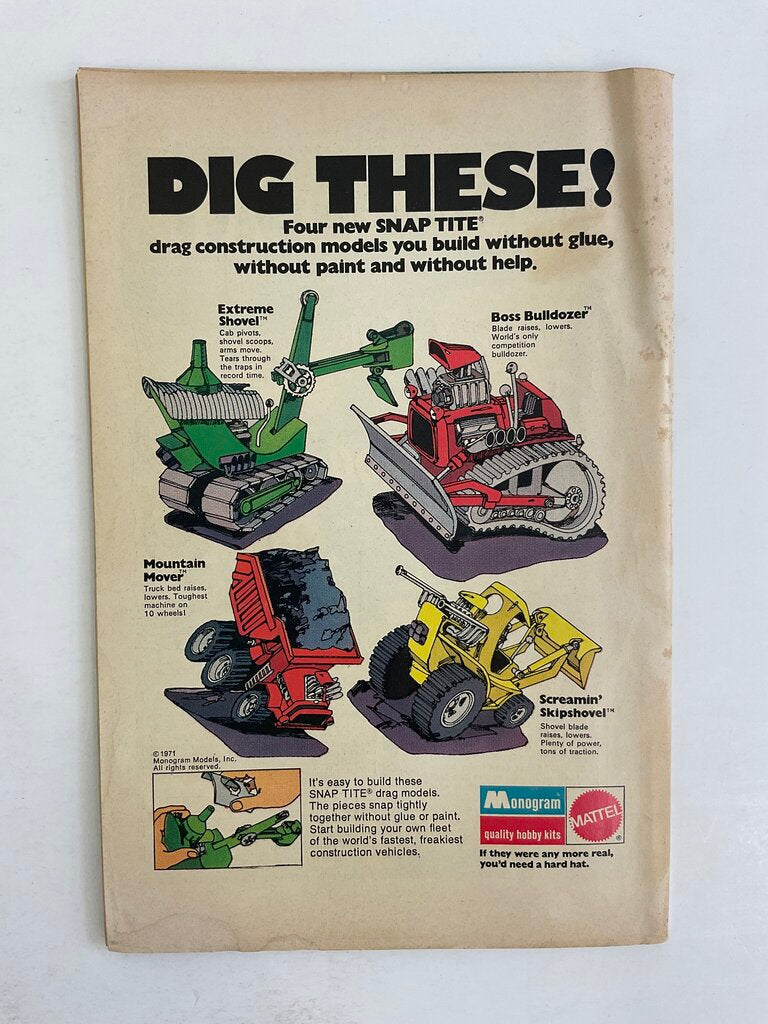 DIG THESE!
Four new SNAP TITE®
drag construction models you build without glue,
without paint and without help.
Extreme
Shovel™
Cab pivots,
shovel scoops,
arms move.
Tears through
the traps in
record time.
Boss Bulldozer™
Blade raises, lowers.
World's only
competition
bulldozer.
Mountain
Mover™
Truck bed raises,
lowers. Toughest
machine on
10 wheels!
Screamin'
Skipshovel™
Shovel blade
raises, lowers.
Plenty of power,
tons of traction.
© 1971
Monogram Models, Inc.
All rights reserved.
It's easy to build these
SNAP TITE® drag models.
The pieces snap tightly
together without glue or paint.
Start building your own fleet
of the world's fastest, freakiest
construction vehicles.
Monogram
quality hobby kits
MATTEL
®
If they were any more real,
you'd need a hard hat.